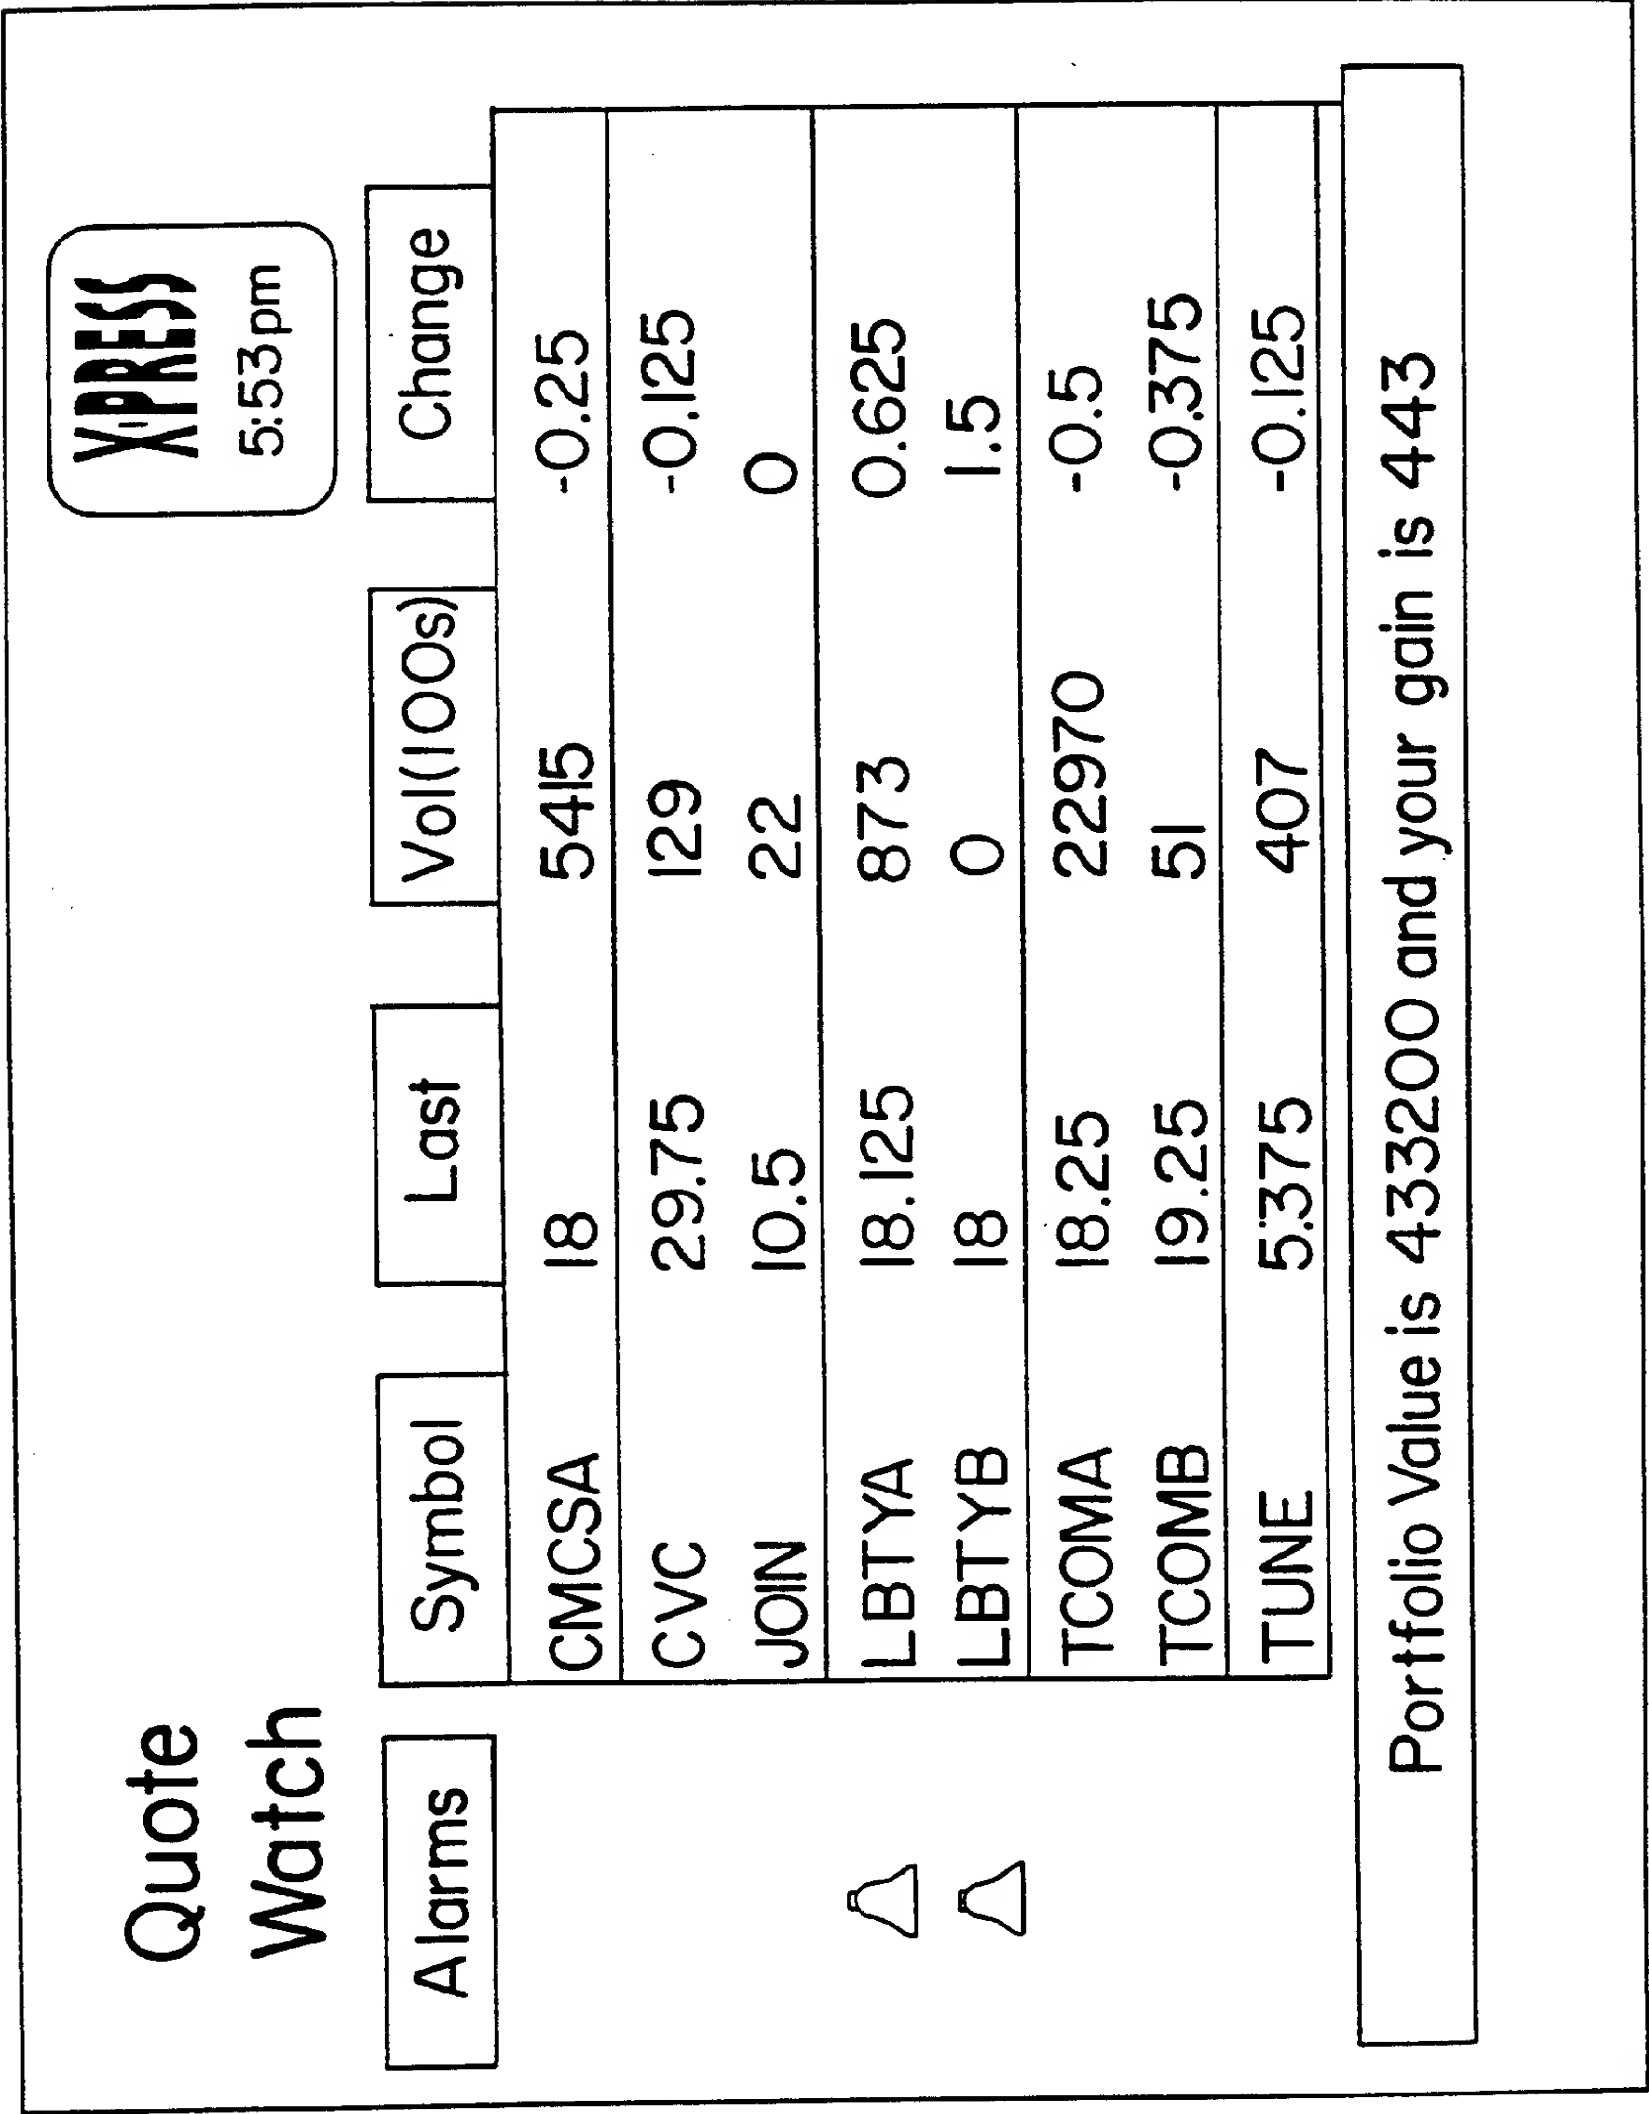 Quote
Watch
X·PRESS
5:53pm
Alarms Symbol Last Vol(100s) Change
CMCSA 18 5415 -0.25
CVC 29.75 129 -0.125
JOIN 10.5 22 0
LBTYA 18.125 873 0.625
LBTYB 18 0 1.5
TCOMA 18.25 22970 -0.5
TCOMB 19.25 51 -0.375
TUNE 5.375 407 -0.125
Portfolio Value is 433200 and your gain is 443